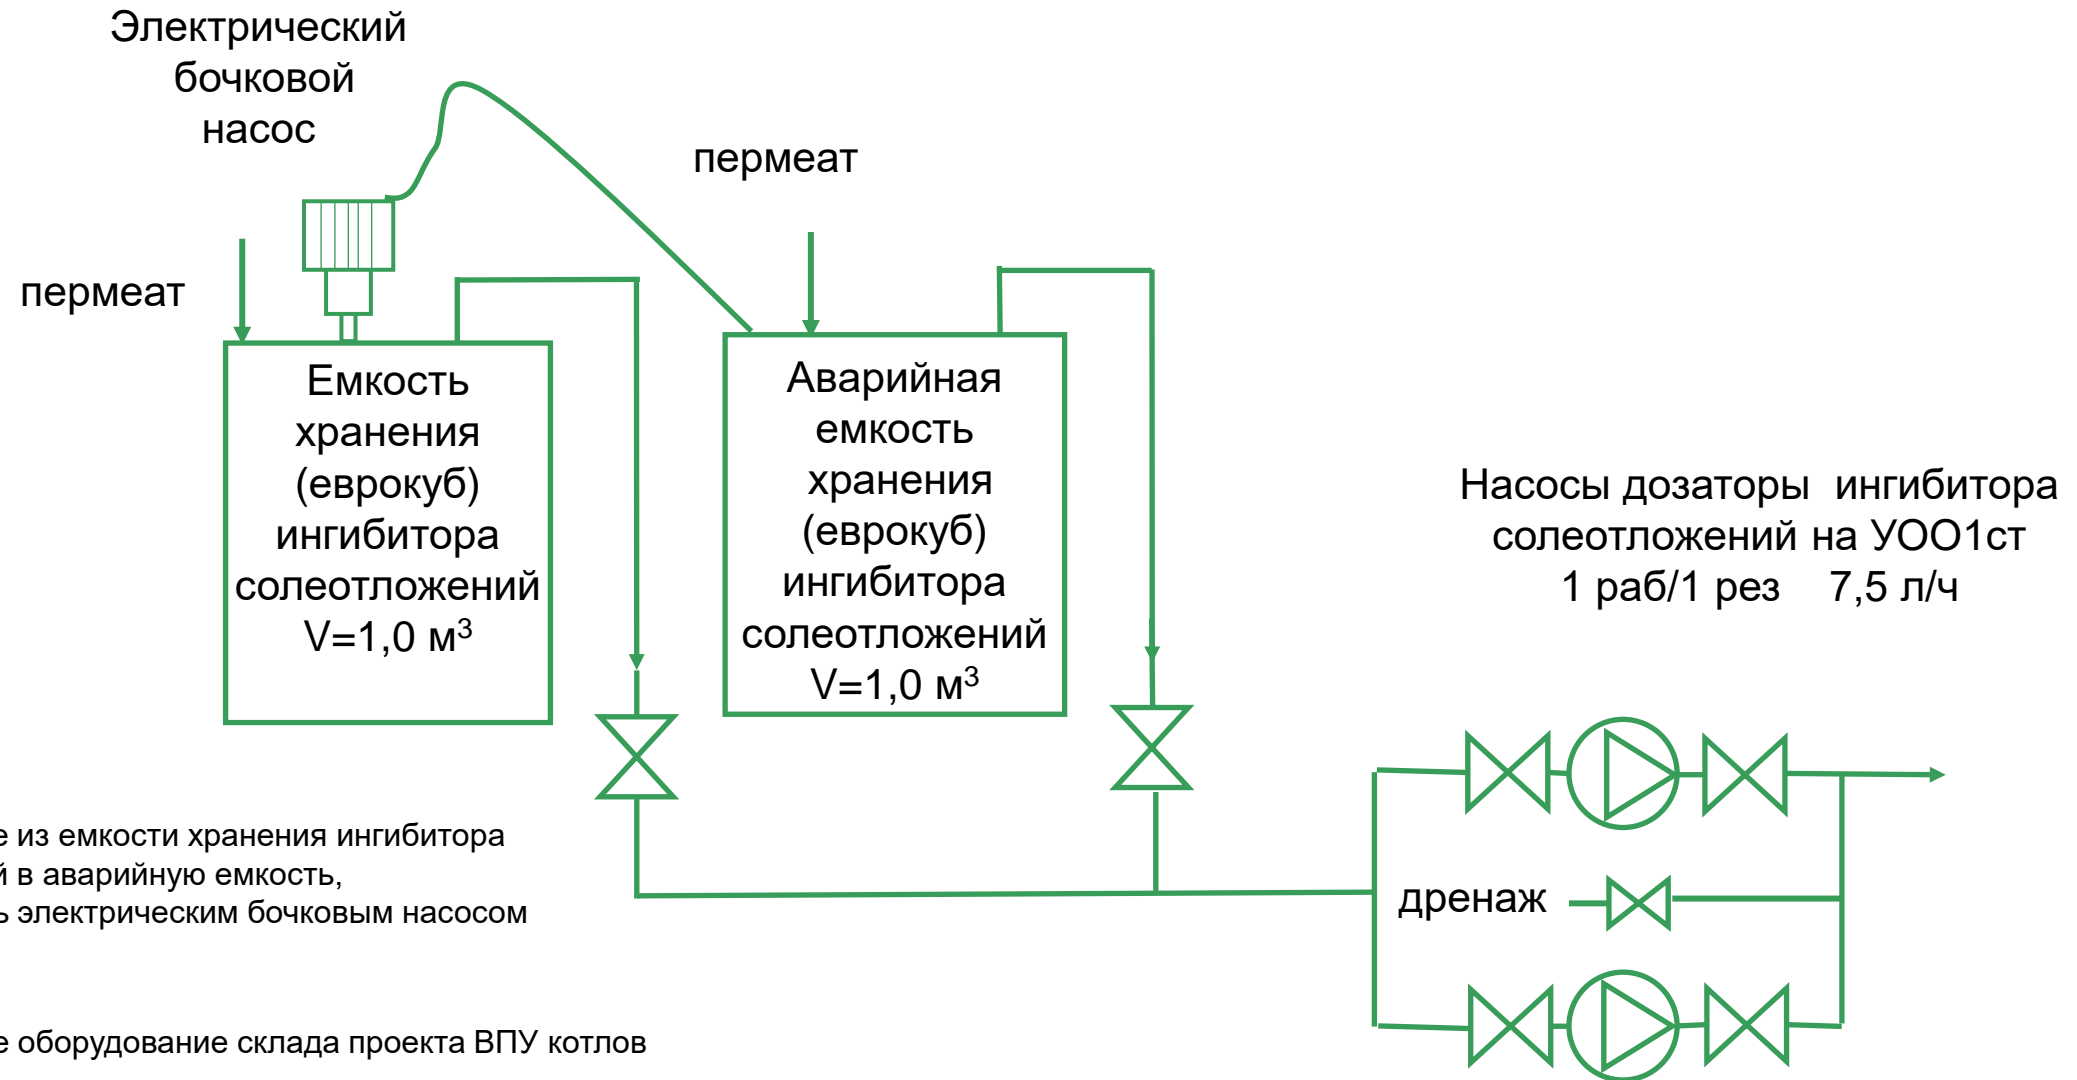 Электрический
бочковой
насос
пермеат
пермеат
Емкость
хранения
(еврокуб)
ингибитора
солеотложений
V=1,0 м³
Аварийная
емкость
хранения
(еврокуб)
ингибитора
солеотложений
V=1,0 м³
Насосы дозаторы ингибитора
солеотложений на УОО1ст
1 раб/1 рез 7,5 л/ч
дренаж
е из емкости хранения ингибитора
й в аварийную емкость,
ь электрическим бочковым насосом
е оборудование склада проекта ВПУ котлов